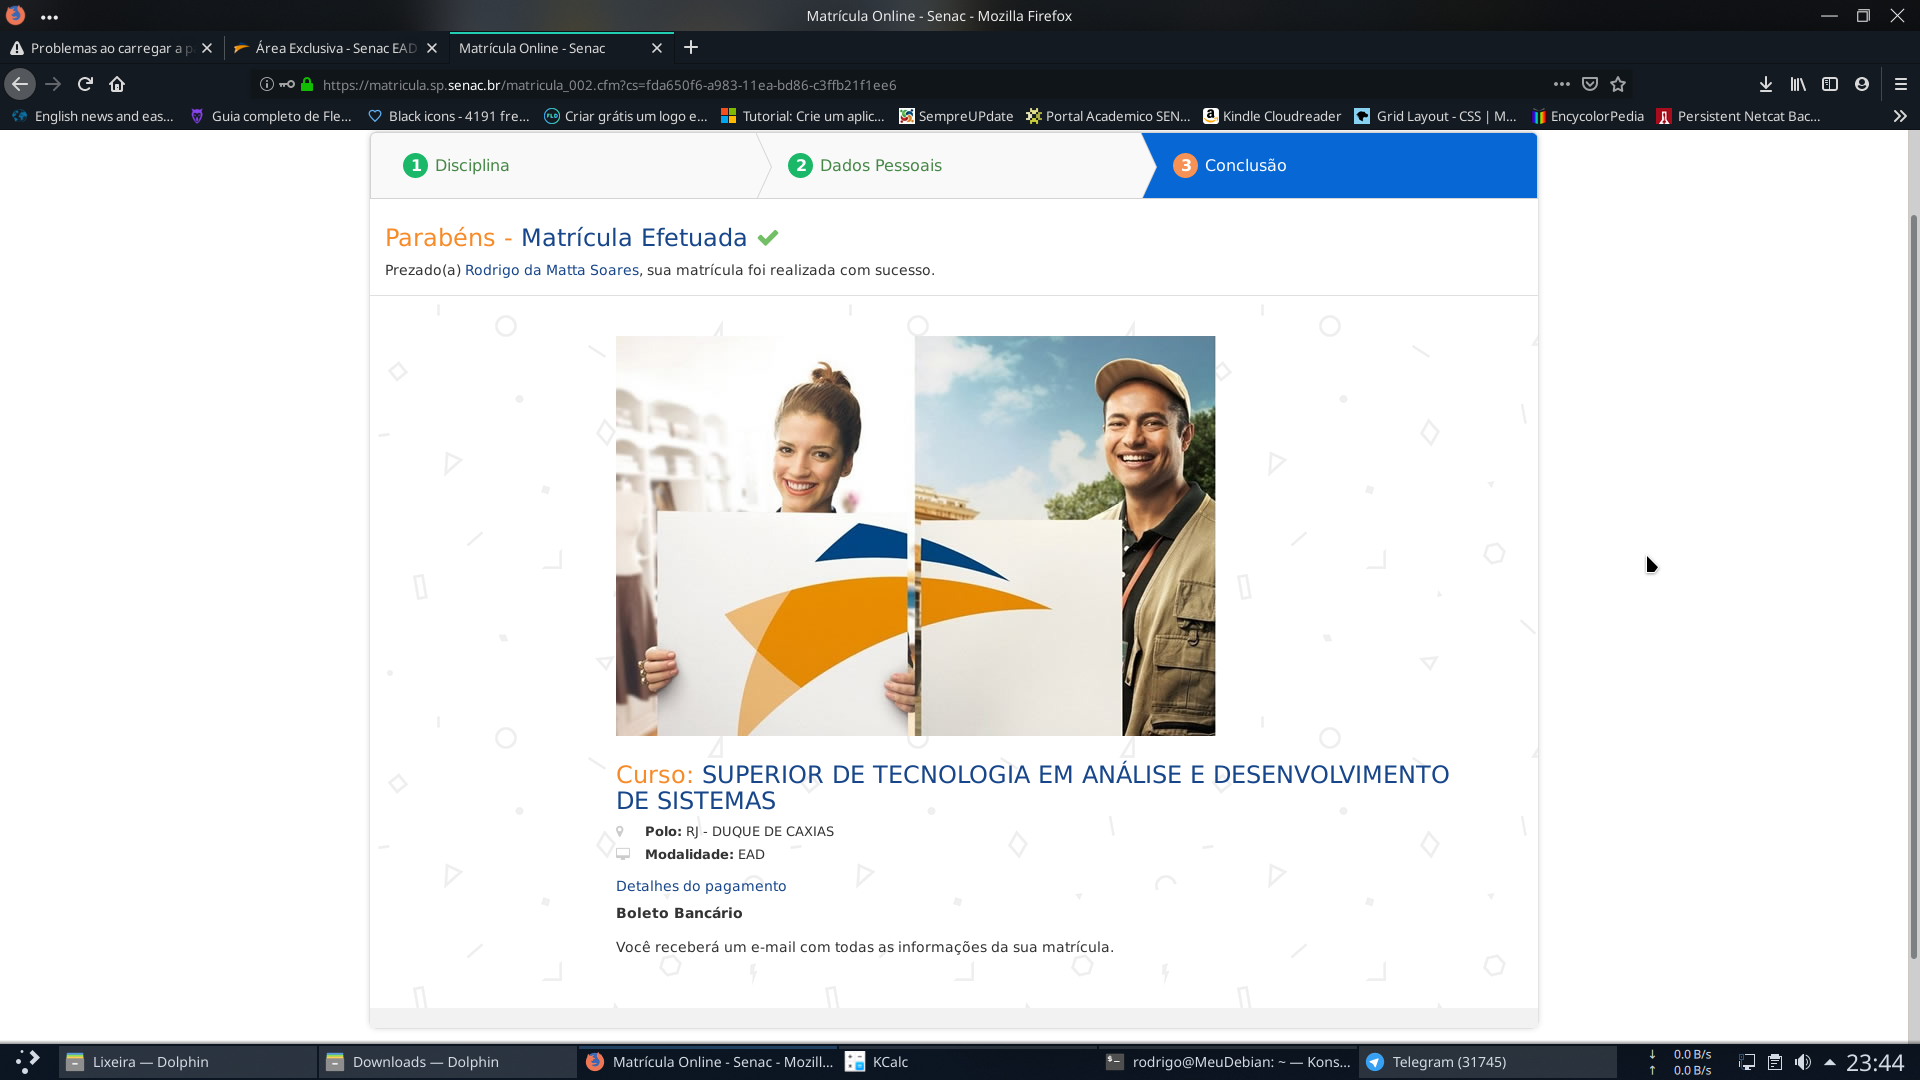 Matrícula Online - Senac - Mozilla Firefox
Problemas ao carregar a p
Área Exclusiva - Senac EAD
Matrícula Online - Senac
https://matricula.sp.senac.br/matricula_002.cfm?cs=fda650f6-a983-11ea-bd86-c3ffb21f1ee6
English news and eas...
Guia completo de Fle...
Black icons - 4191 fre...
Criar grátis um logo e...
Tutorial: Crie um aplic...
SempreUPdate
Portal Academico SEN...
Kindle Cloudreader
Grid Layout - CSS | M...
EncycolorPedia
Persistent Netcat Bac...
1 Disciplina
2 Dados Pessoais
3 Conclusão
Parabéns - Matrícula Efetuada
Prezado(a) Rodrigo da Matta Soares, sua matrícula foi realizada com sucesso.
Curso: SUPERIOR DE TECNOLOGIA EM ANÁLISE E DESENVOLVIMENTO
DE SISTEMAS
Polo: RJ - DUQUE DE CAXIAS
Modalidade: EAD
Detalhes do pagamento
Boleto Bancário
Você receberá um e-mail com todas as informações da sua matrícula.
Lixeira — Dolphin
Downloads — Dolphin
Matrícula Online - Senac - Mozill...
KCalc
rodrigo@MeuDebian: ~ — Kons...
Telegram (31745)
0.0 B/s
0.0 B/s
23:44